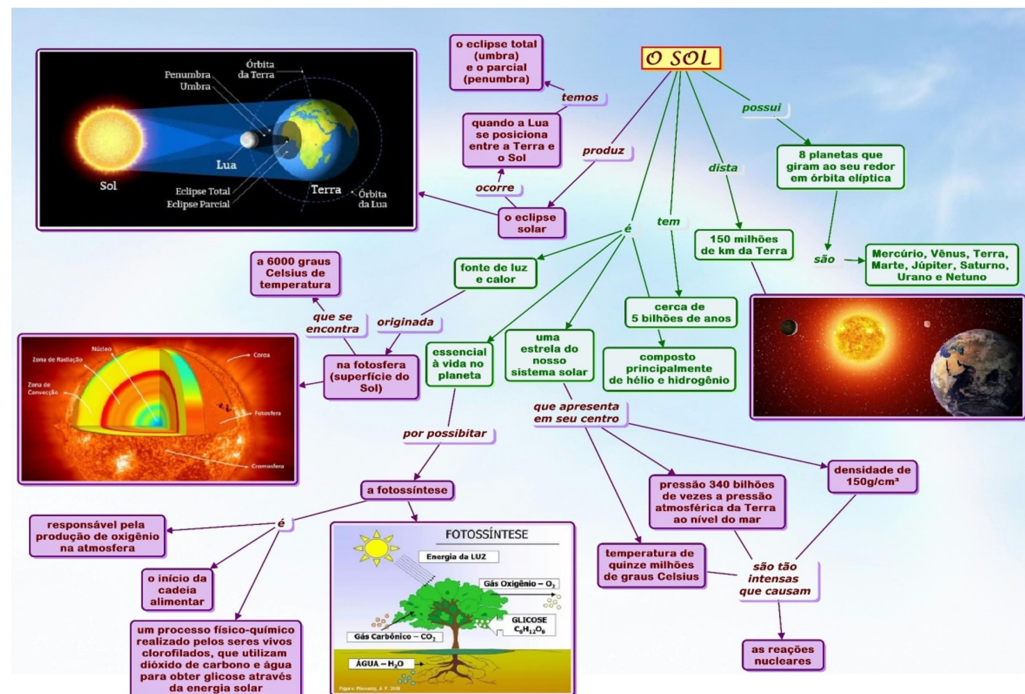 O SOL
o eclipse total
(umbra)
e o parcial
(penumbra)
temos
quando a Lua
se posiciona
entre a Terra e
o Sol
ocorre
o eclipse
solar
produz
Órbita
da Terra
Penumbra
Umbra
Lua
Sol
Terra
Eclipse Total
Eclipse Parcial
Órbita
da Lua
possui
8 planetas que
giram ao seu redor
em órbita elíptica
são
Mercúrio, Vênus, Terra,
Marte, Júpiter, Saturno,
Urano e Netuno
dista
150 milhões
de km da Terra
tem
cerca de
5 bilhões de anos
é
fonte de luz
e calor
originada
na fotosfera
(superfície do
Sol)
que se
encontra
a 6000 graus
Celsius de
temperatura
Núcleo
Zona de Radiação
Zona de
Convecção
Coroa
Fotosfera
Cromosfera
essencial
à vida no
planeta
uma
estrela do
nosso
sistema solar
composto
principalmente
de hélio e hidrogênio
que apresenta
em seu centro
por possibitar
a fotossíntese
é
responsável pela
produção de oxigênio
na atmosfera
o início da
cadeia
alimentar
um processo físico-químico
realizado pelos seres vivos
clorofilados, que utilizam
dióxido de carbono e água
para obter glicose através
da energia solar
FOTOSSÍNTESE
Energia da LUZ
Gás Oxigênio – O₂
GLICOSE
C₆H₁₂O₆
Gás Carbônico – CO₂
ÁGUA – H₂O
pressão 340 bilhões
de vezes a pressão
atmosférica da Terra
ao nível do mar
densidade de
150g/cm³
temperatura de
quinze milhões
de graus Celsius
são tão
intensas
que causam
as reações
nucleares